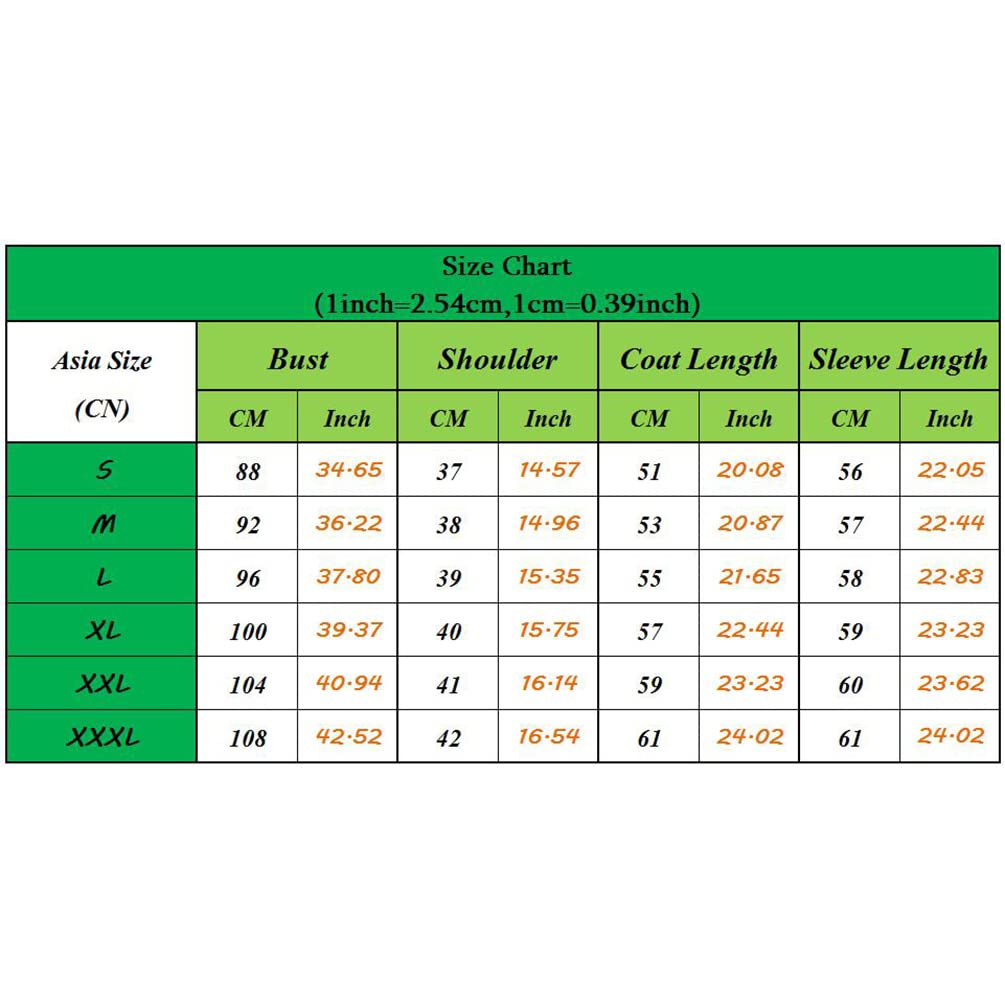 Size Chart
(1inch=2.54cm,1cm=0.39inch)
Asia Size (CN) Bust Shoulder Coat Length Sleeve Length
CM Inch CM Inch CM Inch CM Inch
S 88 34.65 37 14.57 51 20.08 56 22.05
M 92 36.22 38 14.96 53 20.87 57 22.44
L 96 37.80 39 15.35 55 21.65 58 22.83
XL 100 39.37 40 15.75 57 22.44 59 23.23
XXL 104 40.94 41 16.14 59 23.23 60 23.62
XXXL 108 42.52 42 16.54 61 24.02 61 24.02